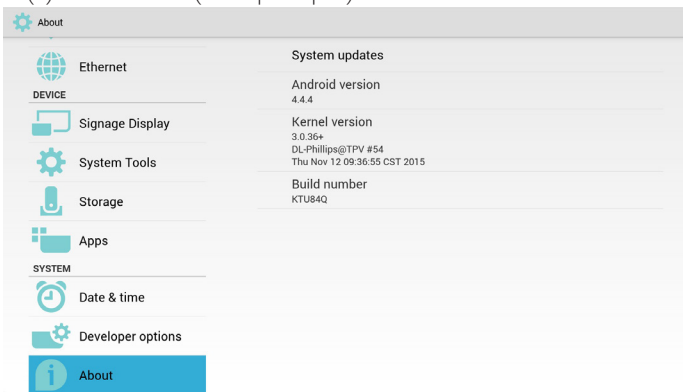 About
Ethernet
DEVICE
Signage Display
System Tools
Storage
Apps
SYSTEM
Date & time
Developer options
About
System updates
Android version
4.4.4
Kernel version
3.0.36+
DL-Phillips@TPV #54
Thu Nov 12 09:36:55 CST 2015
Build number
KTU84Q